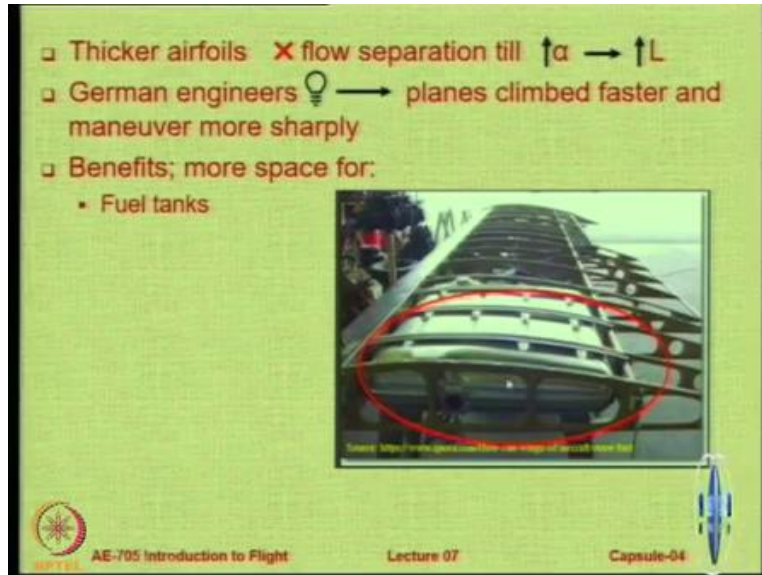 Thicker airfoils ✕ flow separation till ↑α → ↑L
German engineers → planes climbed faster and
maneuver more sharply
Benefits; more space for:
Fuel tanks
NPTEL
AE-705 Introduction to Flight Lecture 07 Capsule-04